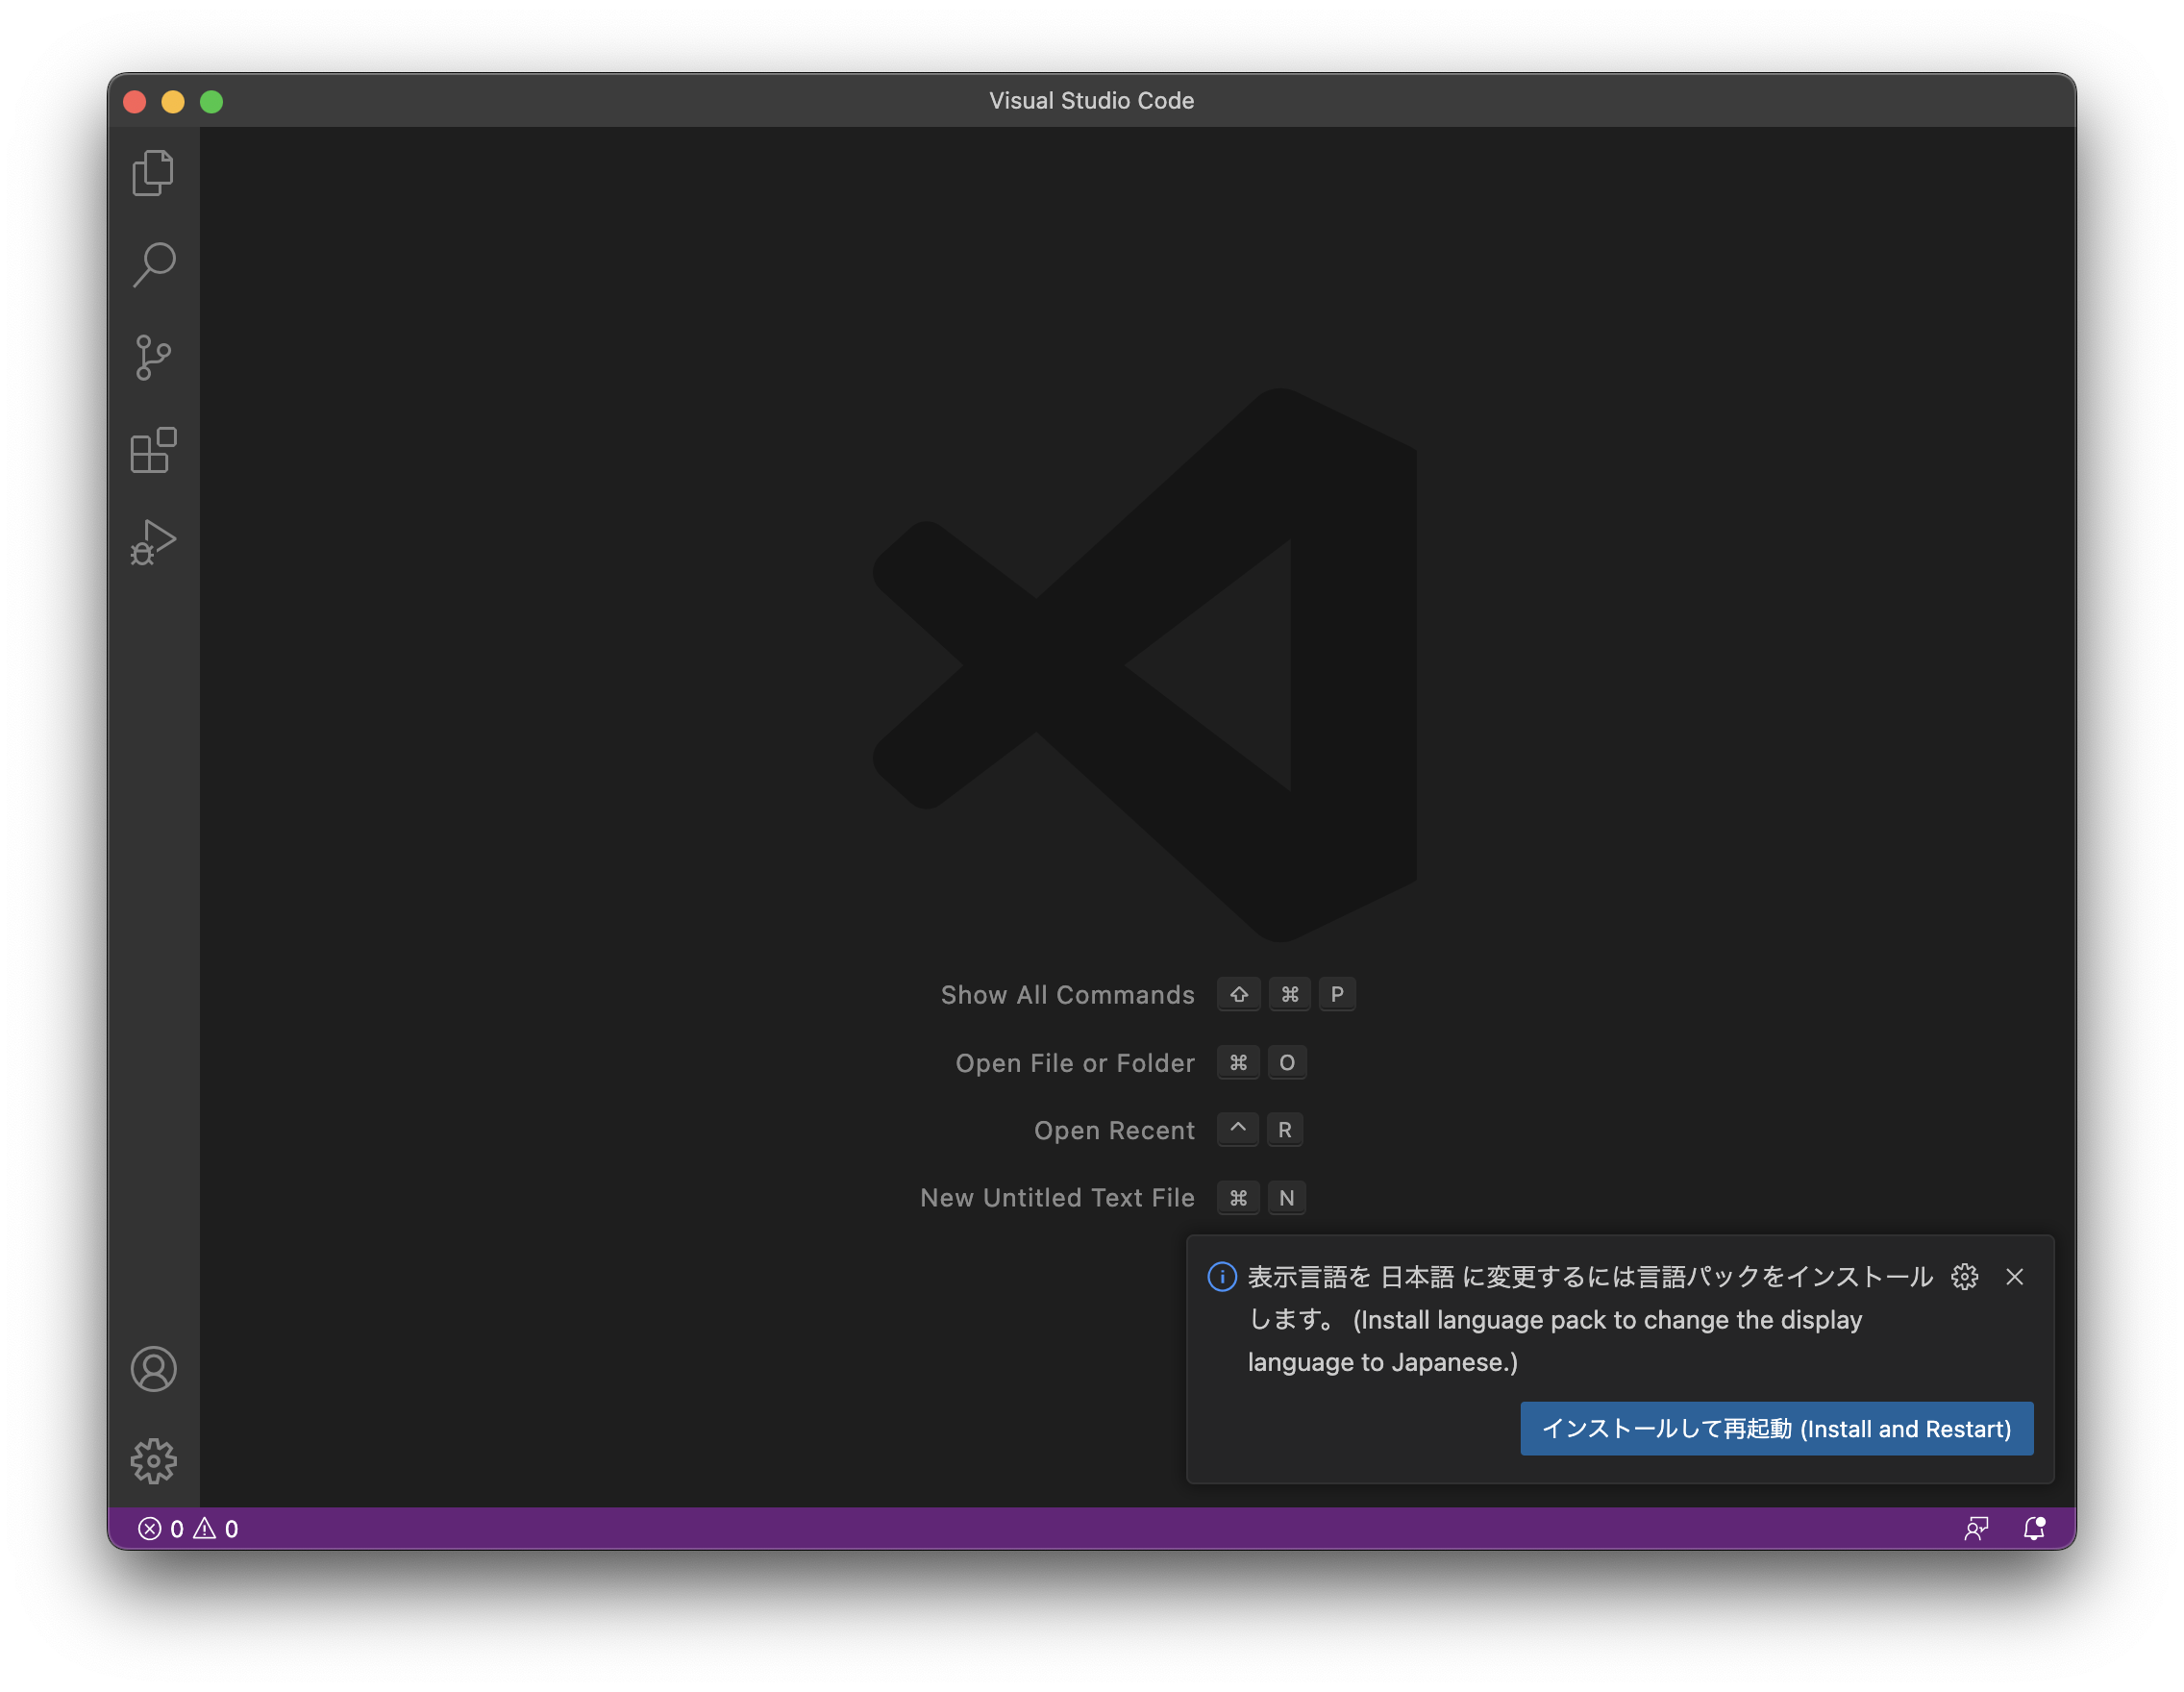 Visual Studio Code
Show All Commands ⇧ ⌘ P
Open File or Folder ⌘ O
Open Recent ^ R
New Untitled Text File ⌘ N
表示言語を 日本語 に変更するには言語パックをインストール
します。 (Install language pack to change the display
language to Japanese.)
インストールして再起動 (Install and Restart)
0 0